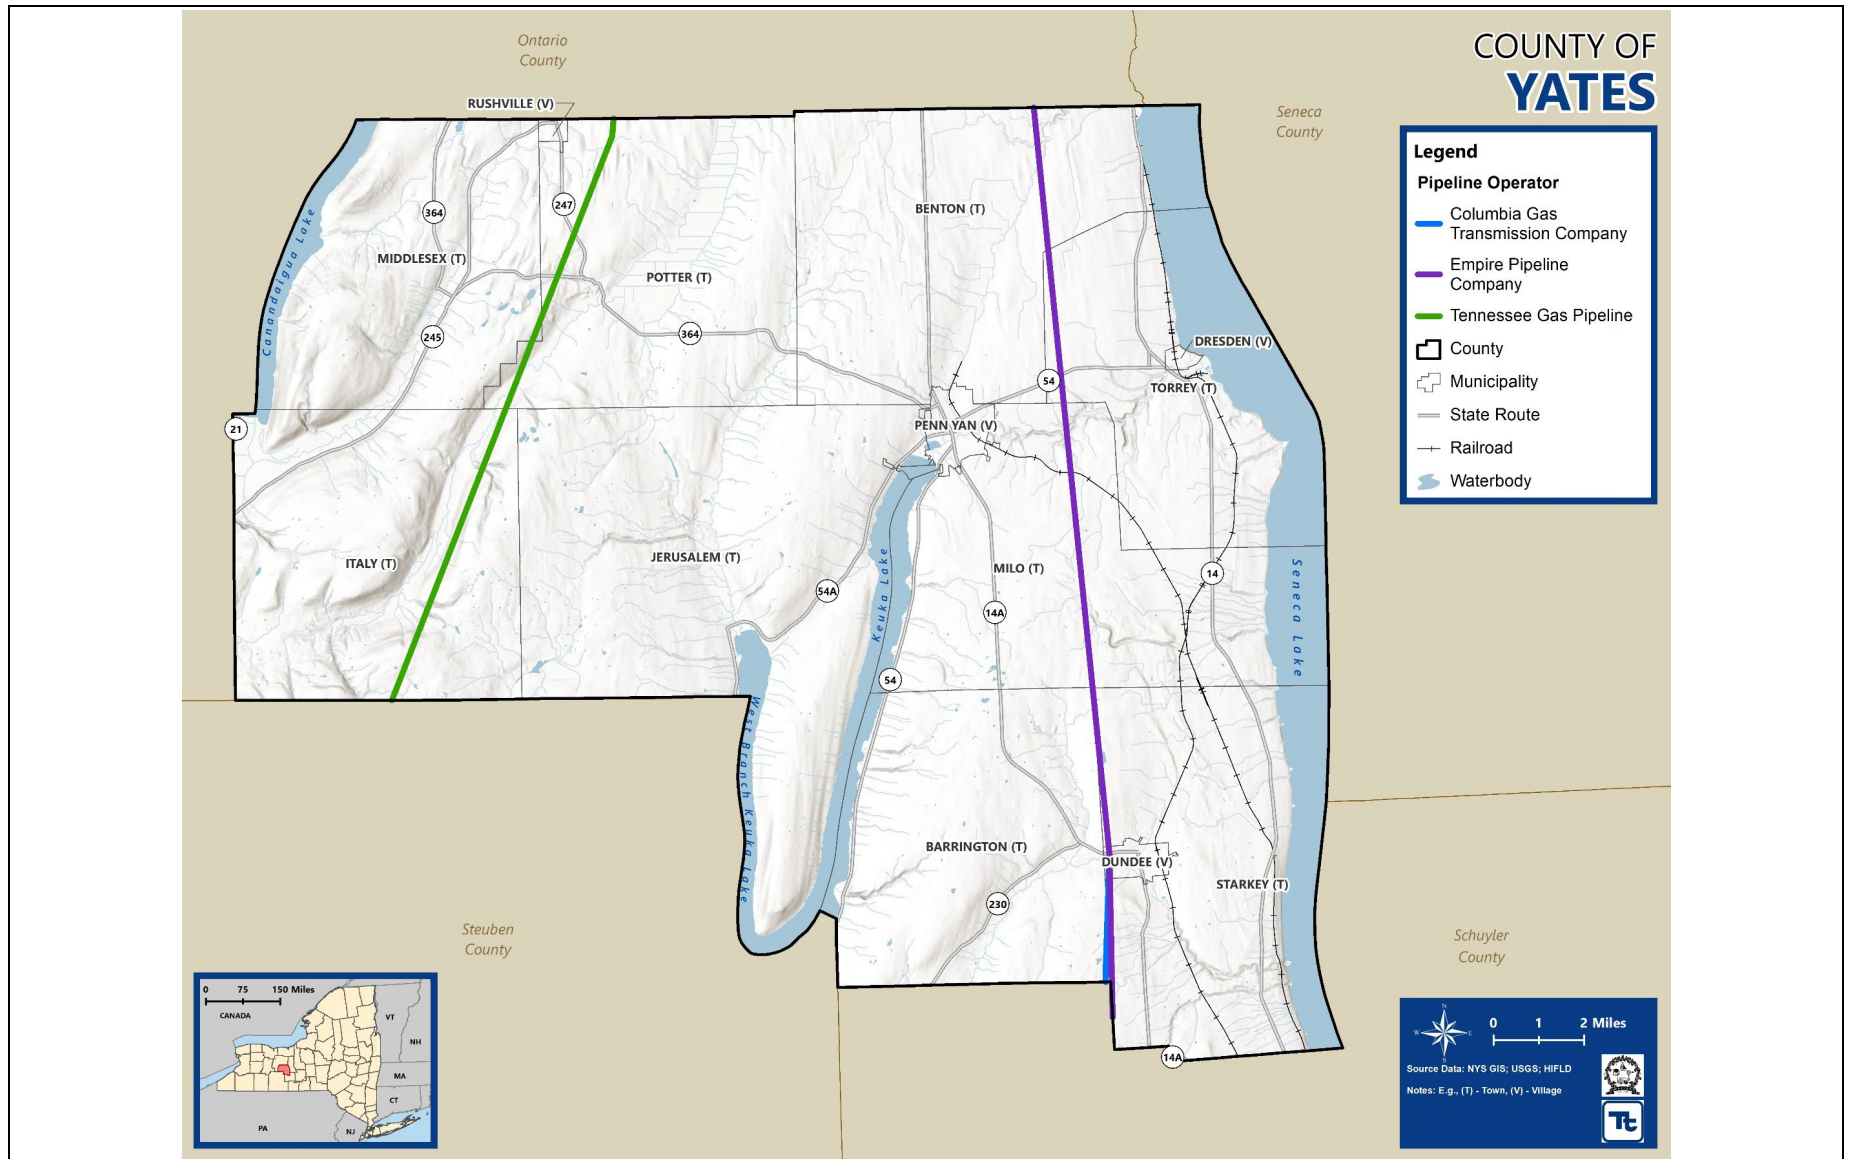 COUNTY OF
YATES
Ontario
County
Seneca
County
Steuben
County
Schuyler
County
Legend
Pipeline Operator
Columbia Gas
Transmission Company
Empire Pipeline
Company
Tennessee Gas Pipeline
County
Municipality
State Route
Railroad
Waterbody
RUSHVILLE (V)
364
247
BENTON (T)
MIDDLESEX (T)
POTTER (T)
Canandaigua Lake
245
364
DRESDEN (V)
54
TORREY (T)
21
PENN YAN (V)
ITALY (T)
JERUSALEM (T)
MILO (T)
14
54A
Keuka Lake
14A
Seneca Lake
54
West Branch Keuka Lake
BARRINGTON (T)
DUNDEE (V)
STARKEY (T)
230
14A
0 75 150 Miles
CANADA
VT
NH
MA
CT
PA
NJ
N
W E
S
0 1 2 Miles
Source Data: NYS GIS; USGS; HIFLD
Notes: E.g., (T) - Town, (V) - Village
Tt